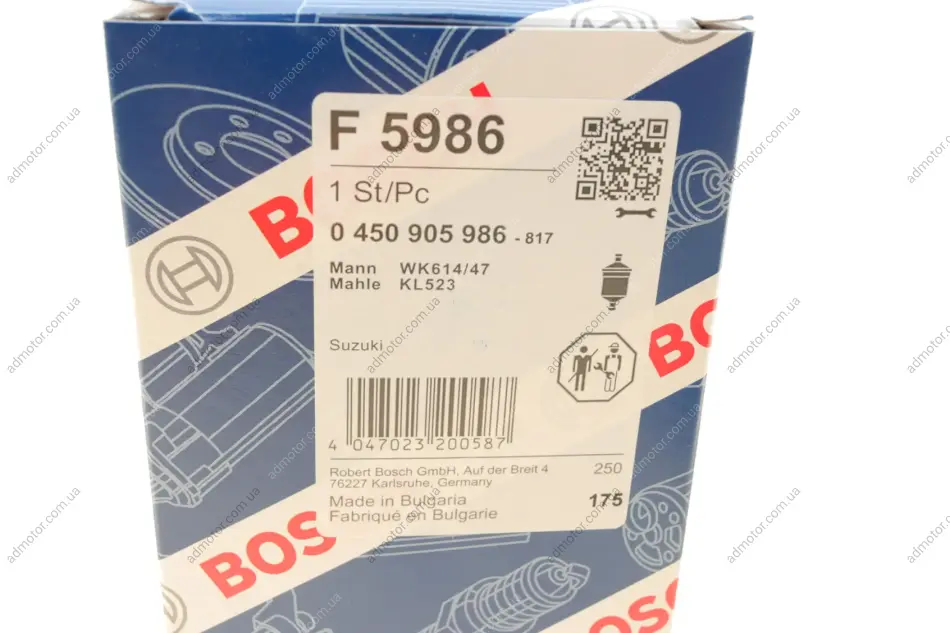 F 5986
1 St/Pc
0 450 905 986 - 817
Mann WK614/47
Mahle KL523
Suzuki
4 047023 200587
Robert Bosch GmbH, Auf der Breit 4 250
76227 Karlsruhe, Germany
Made in Bulgaria 175
Fabriqué en Bulgarie
BOSCH
BOS
BOS
BOSC
admotor.com.ua